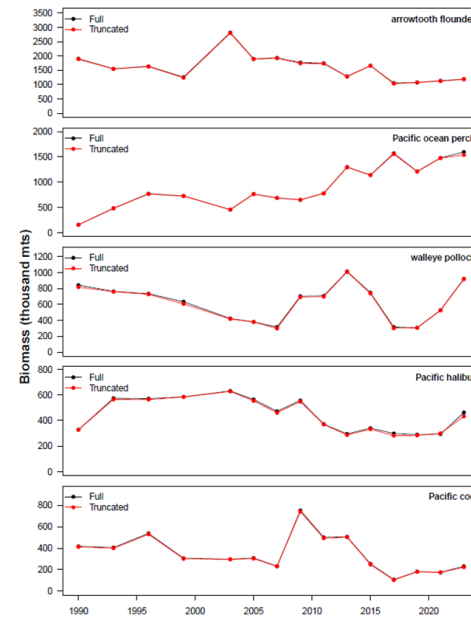 Biomass (thousand mts)
arrowtooth flounde
Full
Truncated
3500
3000
2500
2000
1500
1000
500
0
Pacific ocean perc
Full
Truncated
2000
1500
1000
500
0
walleye polloc
Full
Truncated
1200
1000
800
600
400
200
0
Pacific halibu
Full
Truncated
800
600
400
200
0
Pacific co
Full
Truncated
800
600
400
200
0
1990 1995 2000 2005 2010 2015 2020